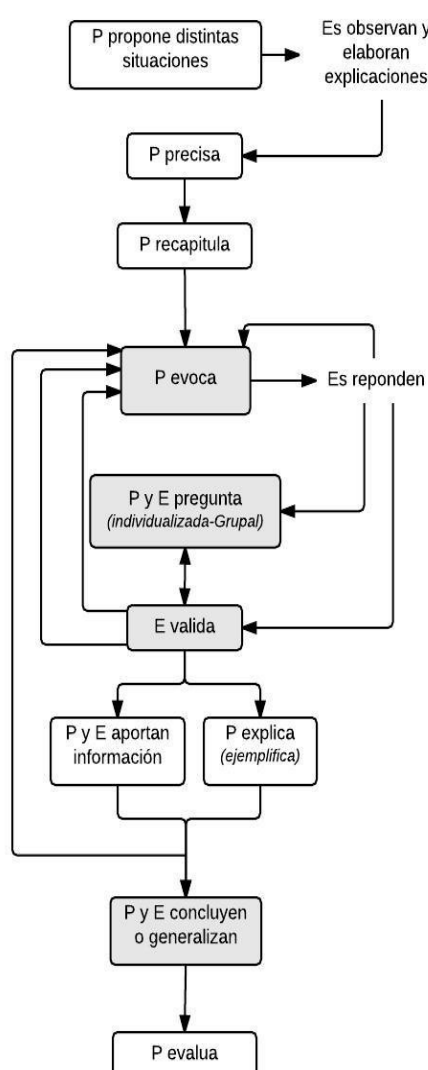 P propone distintas
situaciones
Es observan y
elaboran
explicaciones
P precisa
P recapitula
P evoca
Es reponden
P y E pregunta
(individualizada-Grupal)
E valida
P y E aportan
información
P explica
(ejemplifica)
P y E concluyen
o generalizan
P evalua